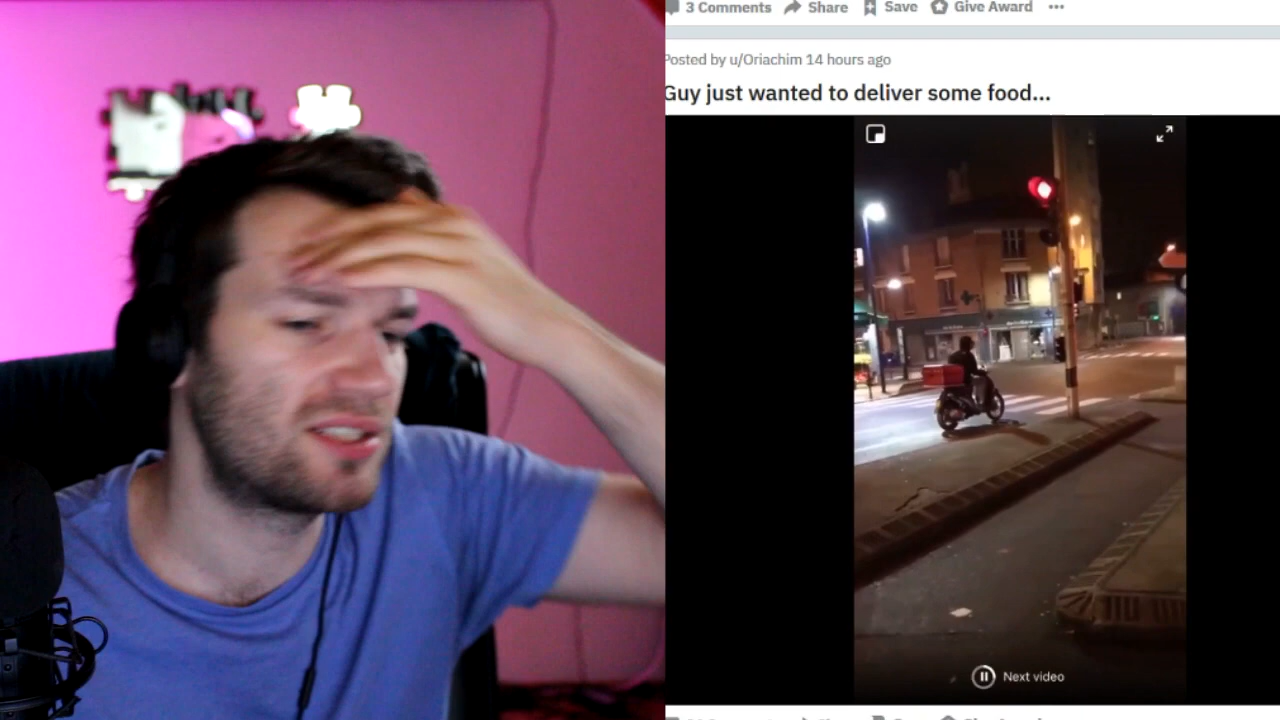 3 Comments Share Save Give Award
Posted by u/Oriachim 14 hours ago
Guy just wanted to deliver some food...
Next video